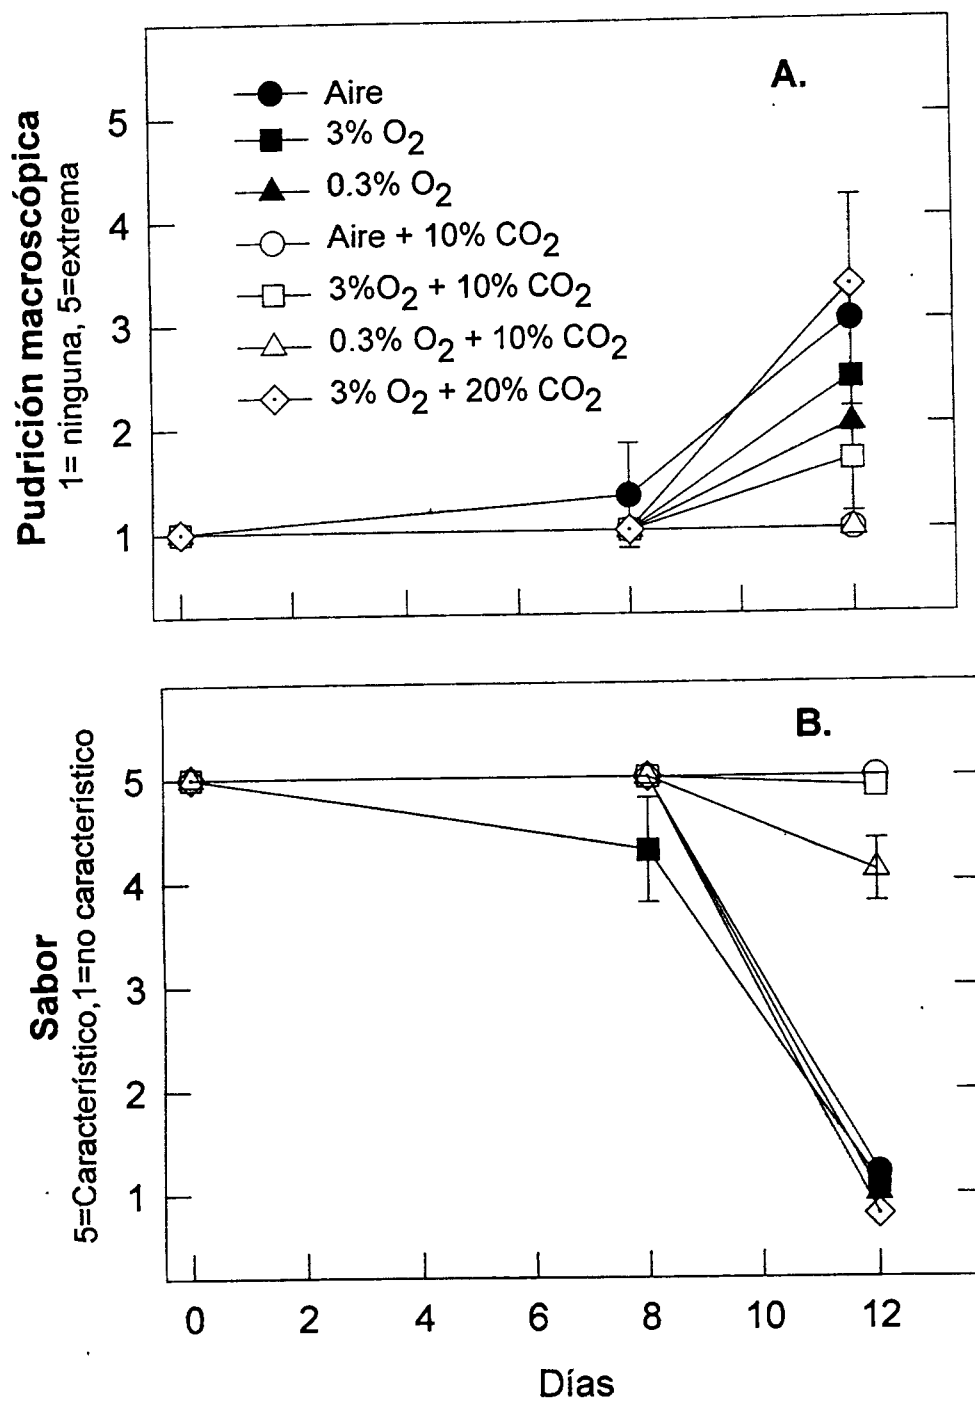 A.
Aire
3% O2
0.3% O2
Aire + 10% CO2
3%O2 + 10% CO2
0.3% O2 + 10% CO2
3% O2 + 20% CO2
Pudrición macroscópica
1= ninguna, 5=extrema
5
4
3
2
1
B.
Sabor
5=Característico,1=no característico
5
4
3
2
1
0 2 4 6 8 10 12
Días